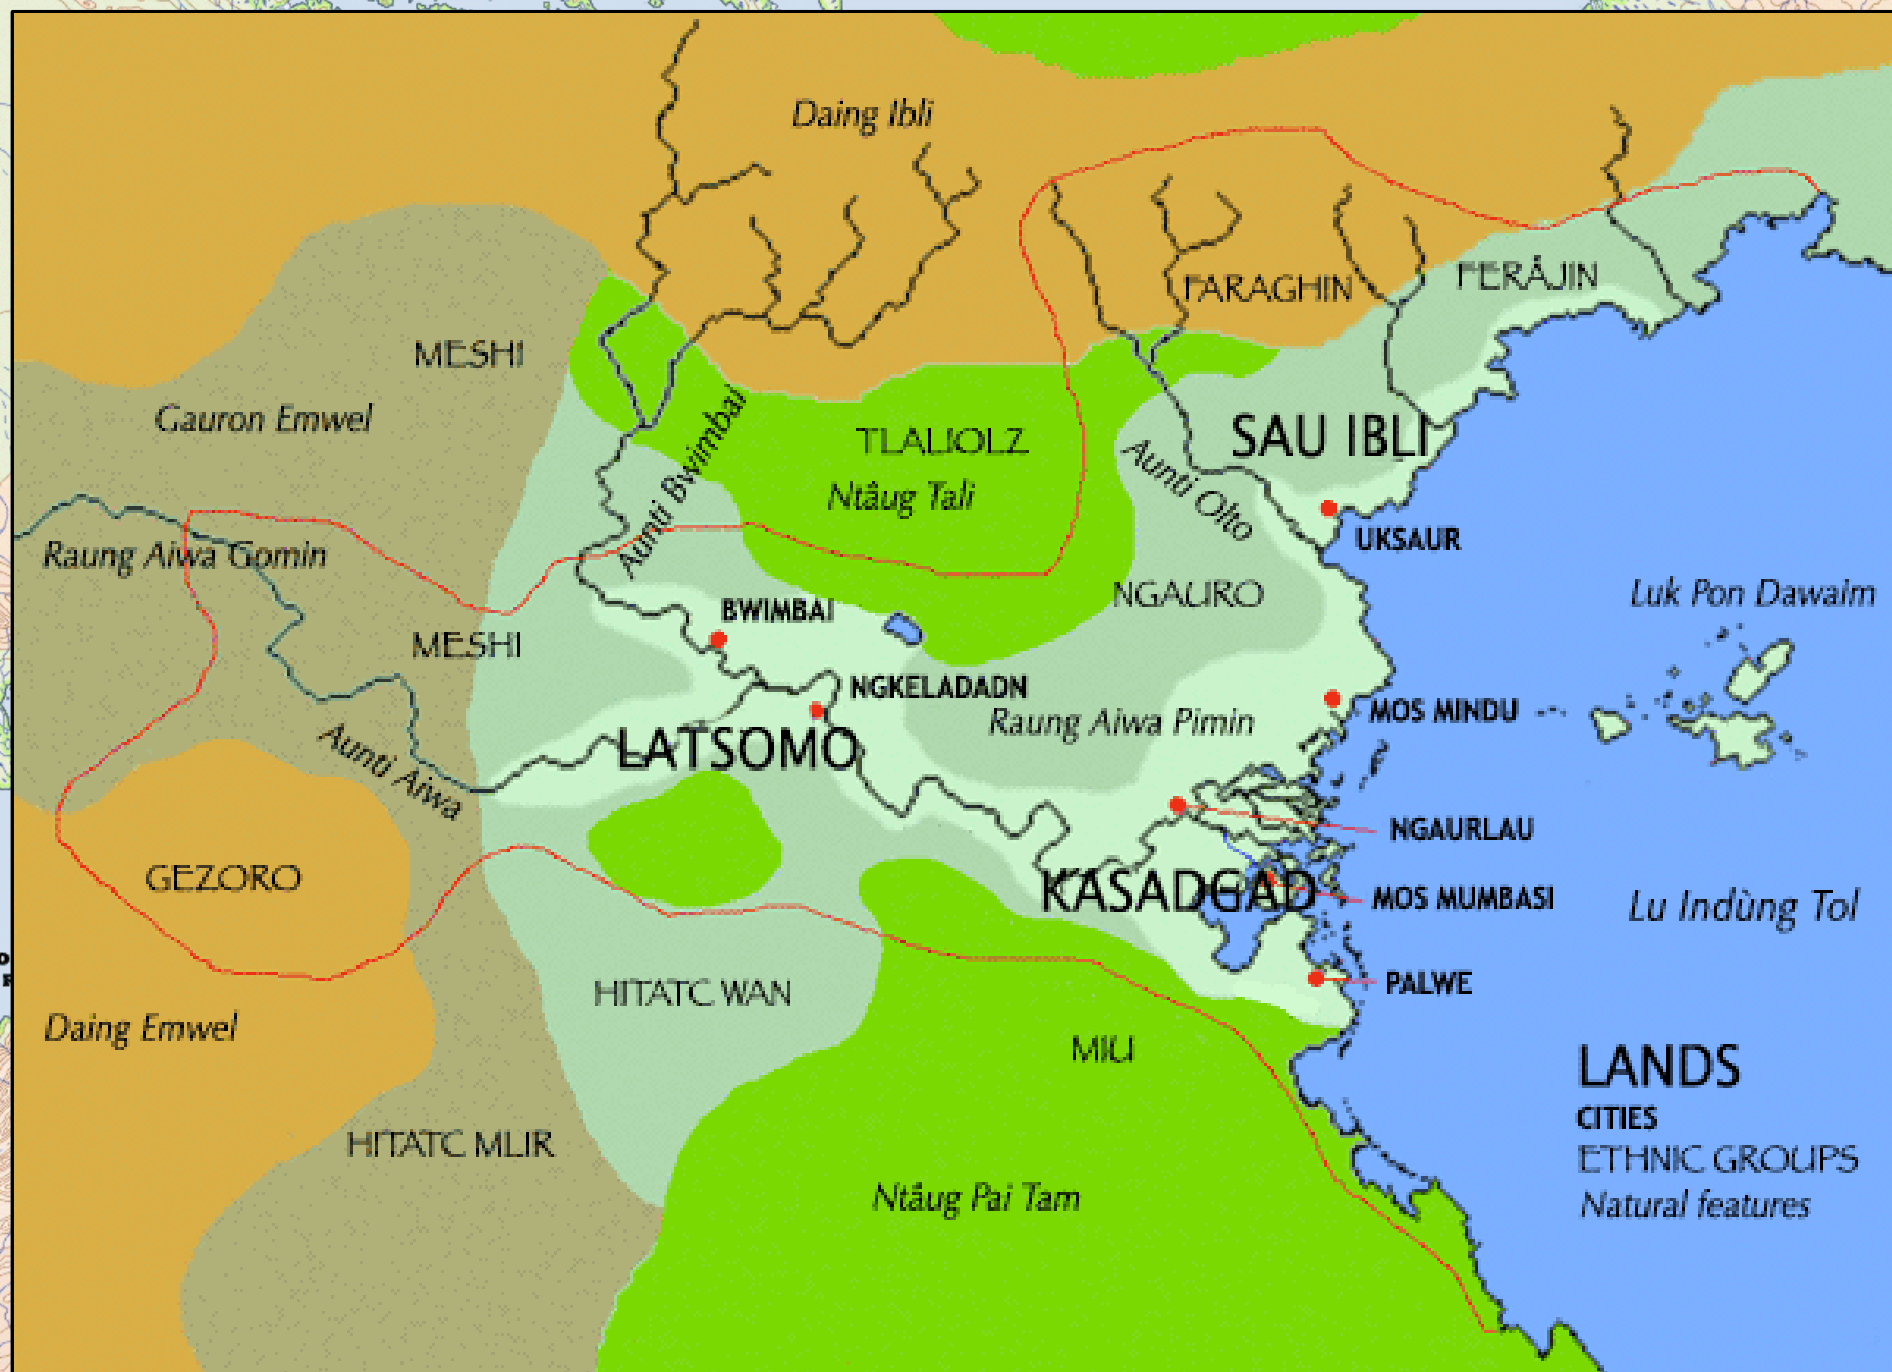 Daing Ibli
FARAGHIN
FERÂJIN
MESHI
Gauron Emwel
Aunti Bwimbai
TLALIOLZ
Ntâug Tali
SAU IBLI
Aunti Olto
UKSAUR
Raung Aiwa Gomin
NGAURO
Luk Pon Dawaim
BWIMBAI
MESHI
NGKELADADN
Raung Aiwa Pimin
MOS MINDU
LATSOMO
Aunti Aiwa
NGAURLAU
GEZORO
KASADGAD
MOS MUMBASI
Lu Indùng Tol
HITATC WAN
PALWE
Daing Emwel
MIU
HITATC MLIR
Ntâug Pai Tam
LANDS
CITIES
ETHNIC GROUPS
Natural features